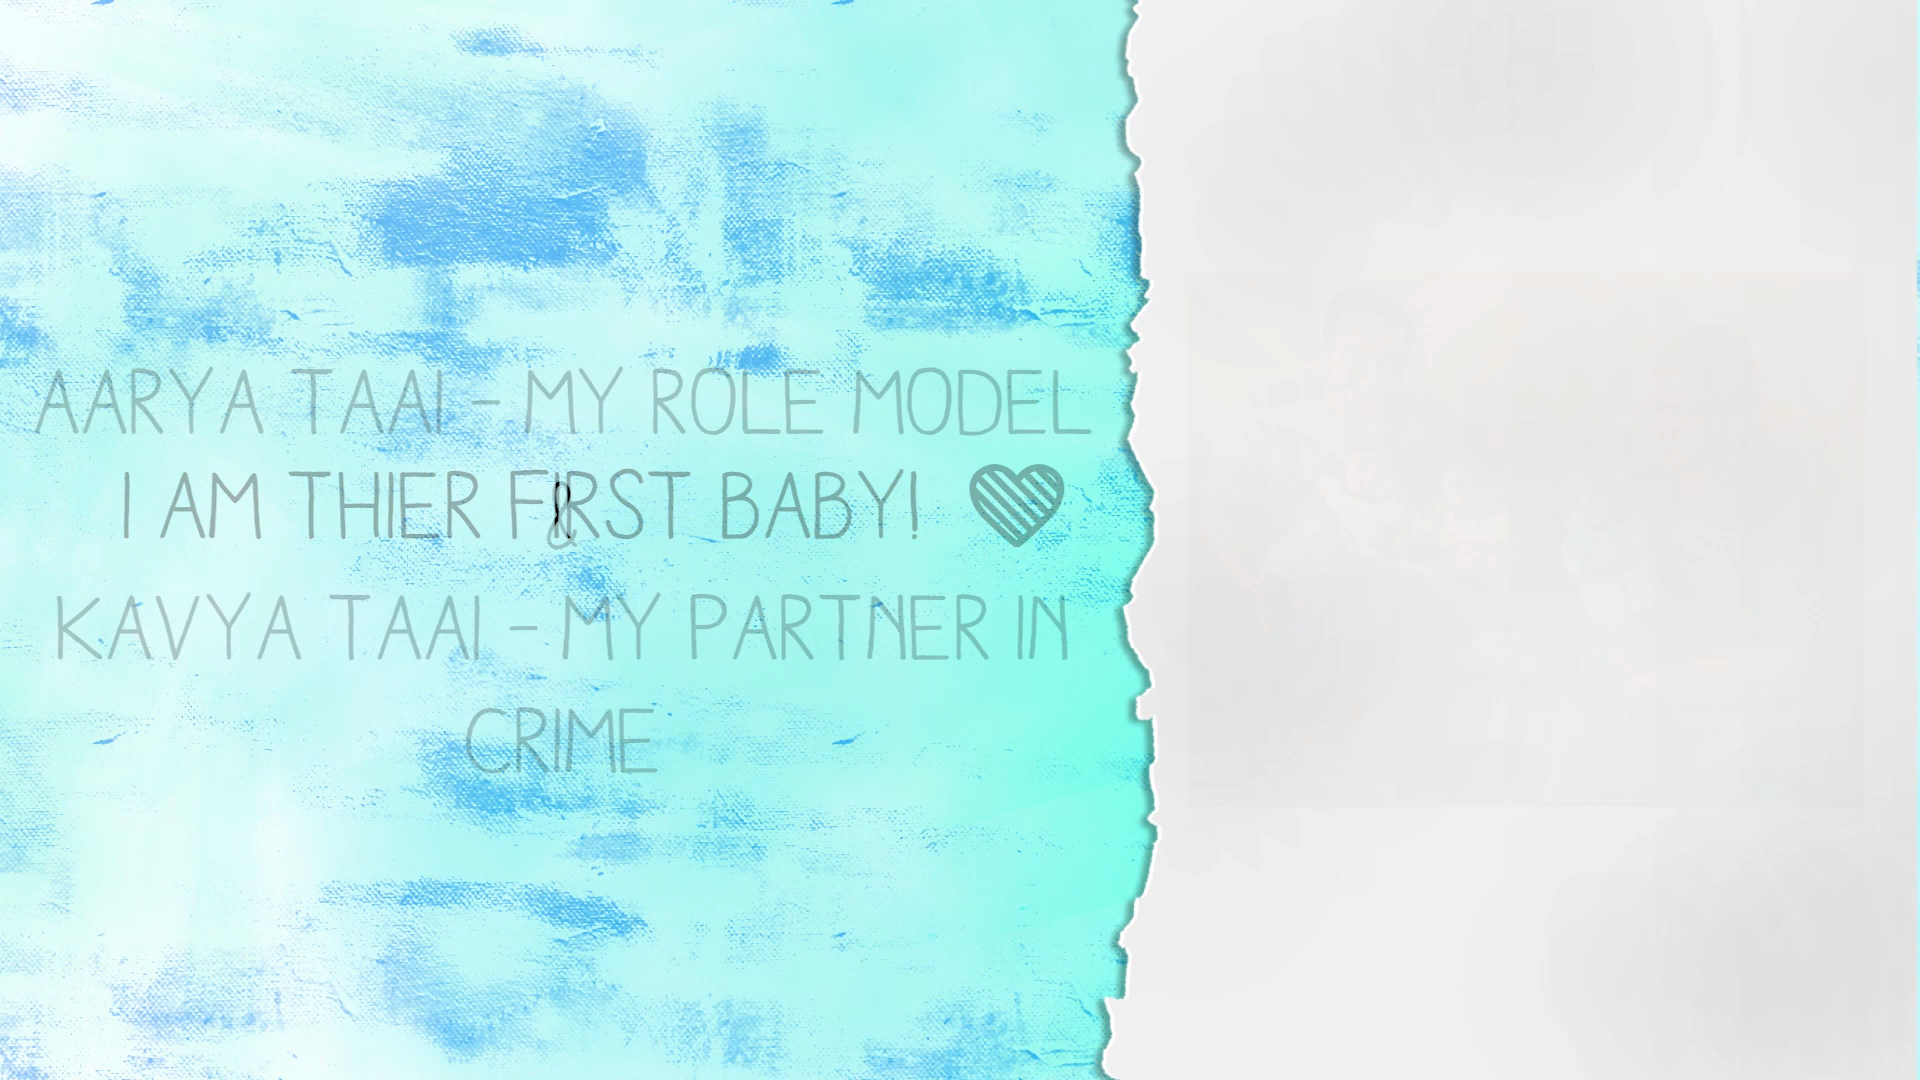 AARYA TAAI - MY ROLE MODEL
I AM THIER FIRST BABY!
&
KAVYA TAAI - MY PARTNER IN
CRIME